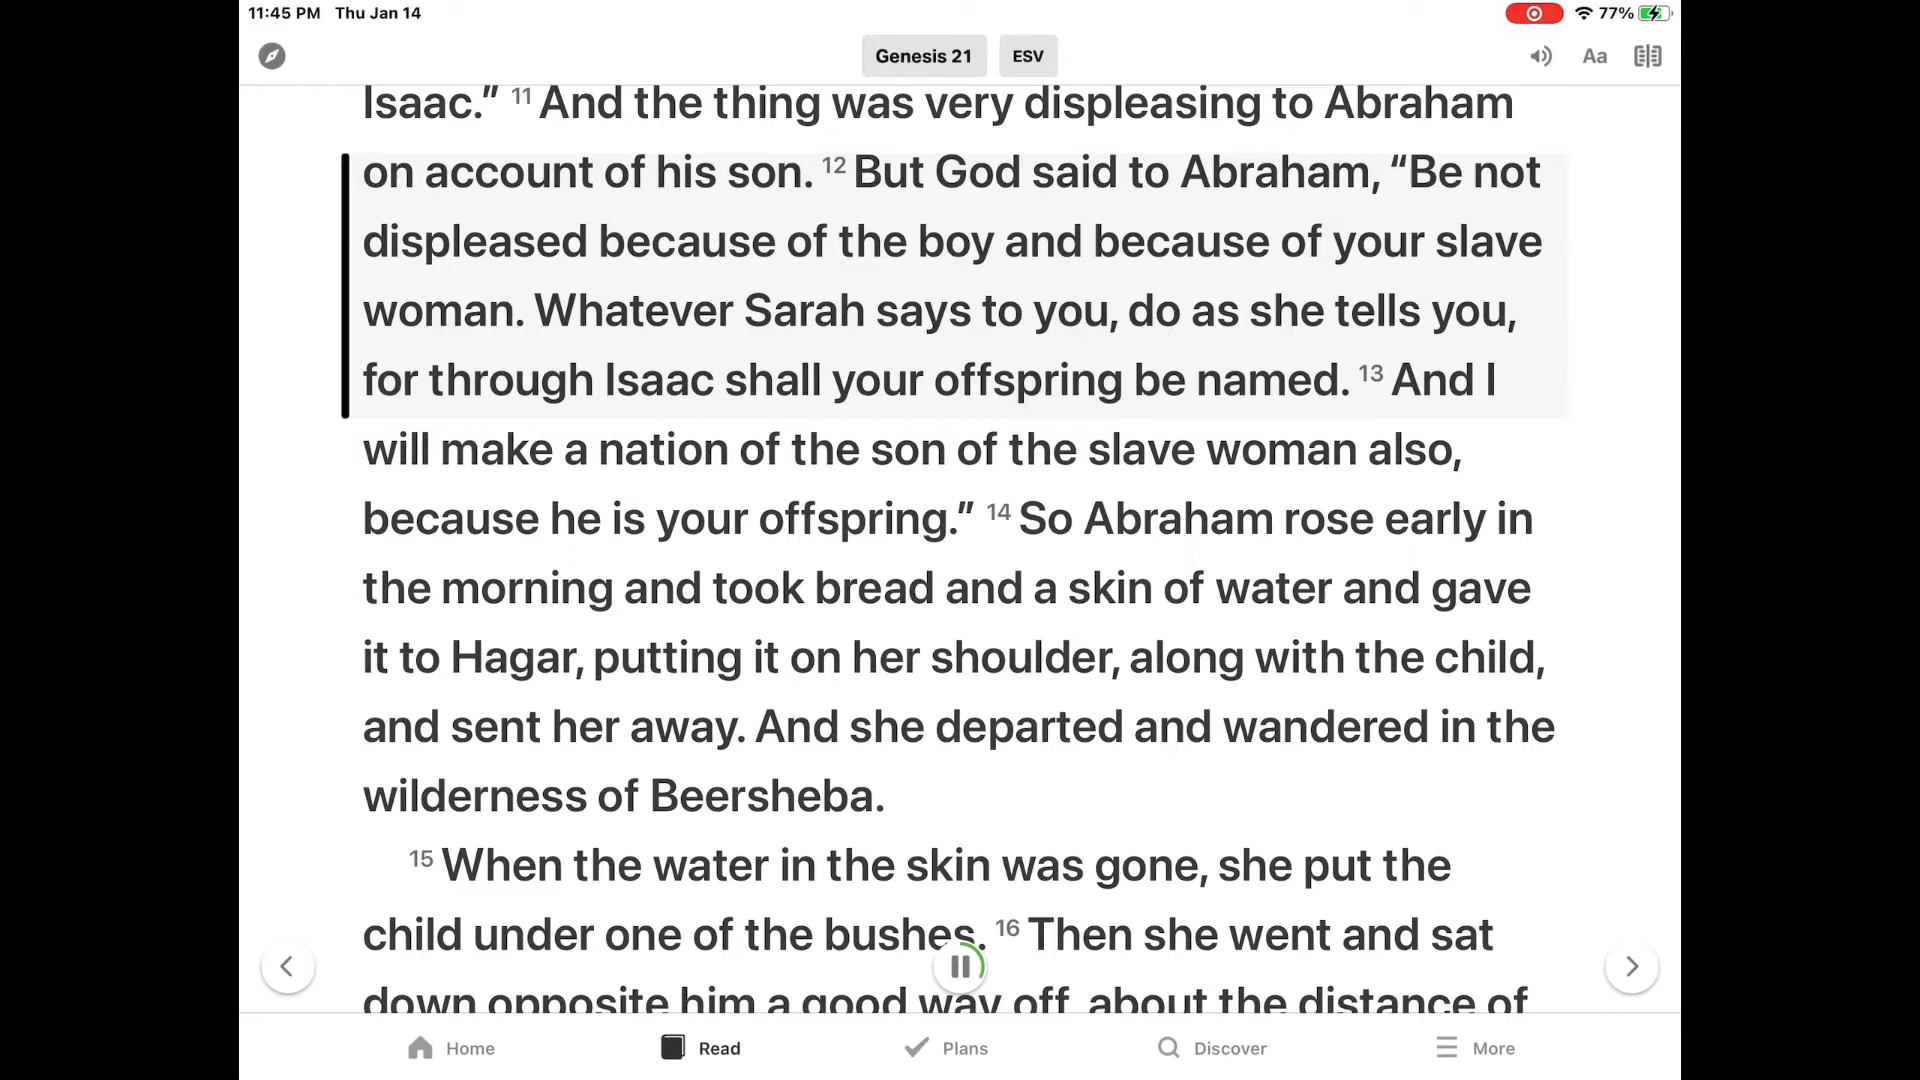 11:45 PM Thu Jan 14
77%
Genesis 21 ESV
Aa
Isaac.” 11 And the thing was very displeasing to Abraham
on account of his son. 12 But God said to Abraham, “Be not
displeased because of the boy and because of your slave
woman. Whatever Sarah says to you, do as she tells you,
for through Isaac shall your offspring be named. 13 And I
will make a nation of the son of the slave woman also,
because he is your offspring.” 14 So Abraham rose early in
the morning and took bread and a skin of water and gave
it to Hagar, putting it on her shoulder, along with the child,
and sent her away. And she departed and wandered in the
wilderness of Beersheba.
15 When the water in the skin was gone, she put the
child under one of the bushes. 16 Then she went and sat
down opposite him a good way off, about the distance of
Home Read Plans Discover More